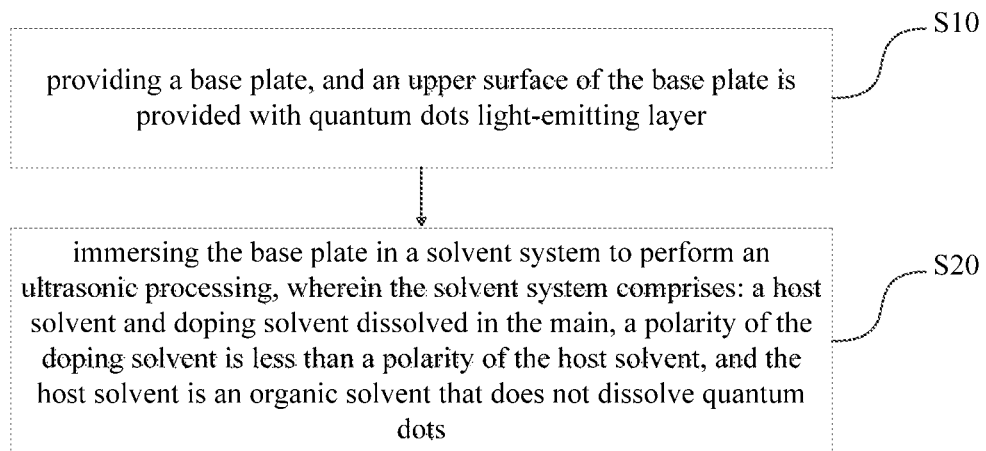 S10
providing a base plate, and an upper surface of the base plate is
provided with quantum dots light-emitting layer
immersing the base plate in a solvent system to perform an
ultrasonic processing, wherein the solvent system comprises: a host
solvent and doping solvent dissolved in the main, a polarity of the
doping solvent is less than a polarity of the host solvent, and the
host solvent is an organic solvent that does not dissolve quantum
dots
S20